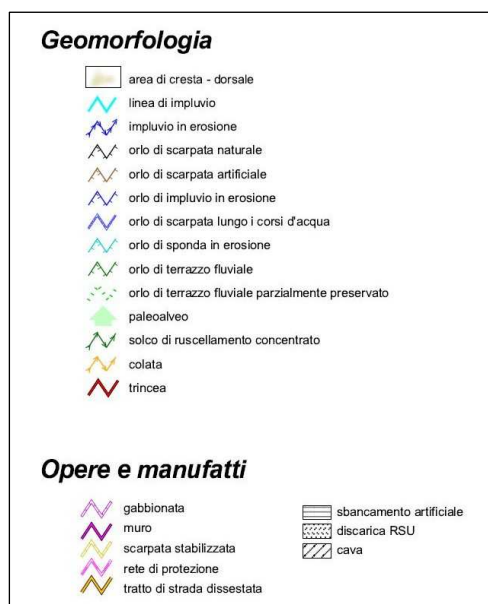 Geomorfologia
area di cresta - dorsale
linea di impluvio
impluvio in erosione
orlo di scarpata naturale
orlo di scarpata artificiale
orlo di impluvio in erosione
orlo di scarpata lungo i corsi d'acqua
orlo di sponda in erosione
orlo di terrazzo fluviale
orlo di terrazzo fluviale parzialmente preservato
paleoalveo
solco di ruscellamento concentrato
colata
trincea
Opere e manufatti
gabbionata
muro
scarpata stabilizzata
rete di protezione
tratto di strada dissestata
sbancamento artificiale
discarica RSU
cava